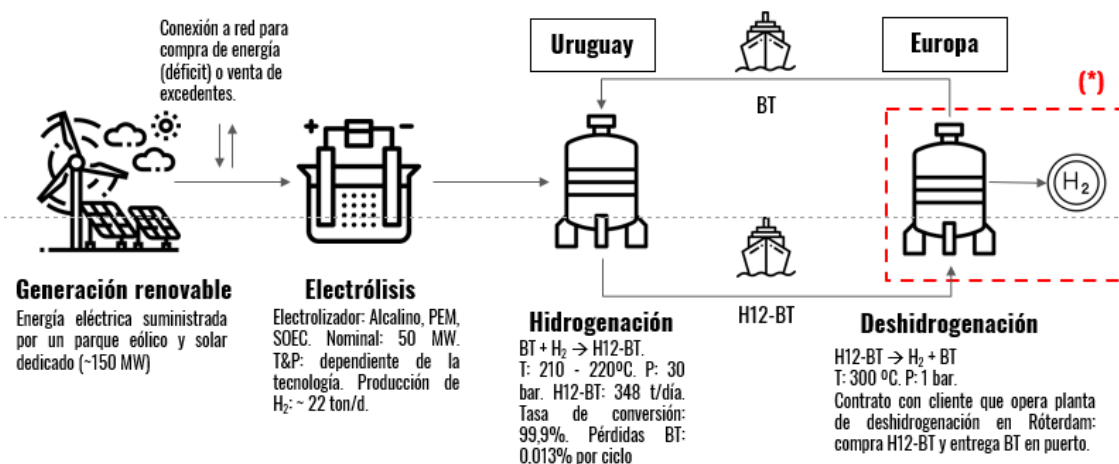 Conexión a red para
compra de energía
(déficit) o venta de
excedentes.
Uruguay
Europa
(*)
BT
+
−
H₂
H12-BT
Generación renovable
Energía eléctrica suministrada
por un parque eólico y solar
dedicado (~150 MW)
Electrólisis
Electrolizador: Alcalino, PEM,
SOEC. Nominal: 50 MW.
T&P: dependiente de la
tecnología. Producción de
H₂: ~ 22 ton/d.
Hidrogenación
BT + H₂ → H12-BT.
T: 210 - 220ºC. P: 30
bar. H12-BT: 348 t/día.
Tasa de conversión:
99,9%. Pérdidas BT:
0,013% por ciclo
Deshidrogenación
H12-BT → H₂ + BT
T: 300 ºC. P: 1 bar.
Contrato con cliente que opera planta
de deshidrogenación en Róterdam:
compra H12-BT y entrega BT en puerto.